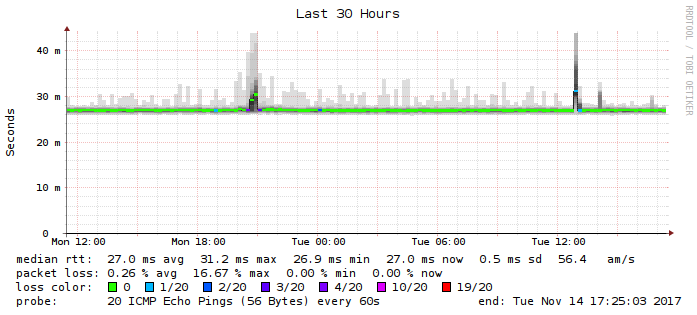 Last 30 Hours
RRDTOOL / TOBI OETIKER
Seconds
40 m
30 m
20 m
10 m
0
Mon 12:00 Mon 18:00 Tue 00:00 Tue 06:00 Tue 12:00
median rtt: 27.0 ms avg 31.2 ms max 26.9 ms min 27.0 ms now 0.5 ms sd 56.4 am/s
packet loss: 0.26 % avg 16.67 % max 0.00 % min 0.00 % now
loss color: 0 1/20 2/20 3/20 4/20 10/20 19/20
probe: 20 ICMP Echo Pings (56 Bytes) every 60s end: Tue Nov 14 17:25:03 2017